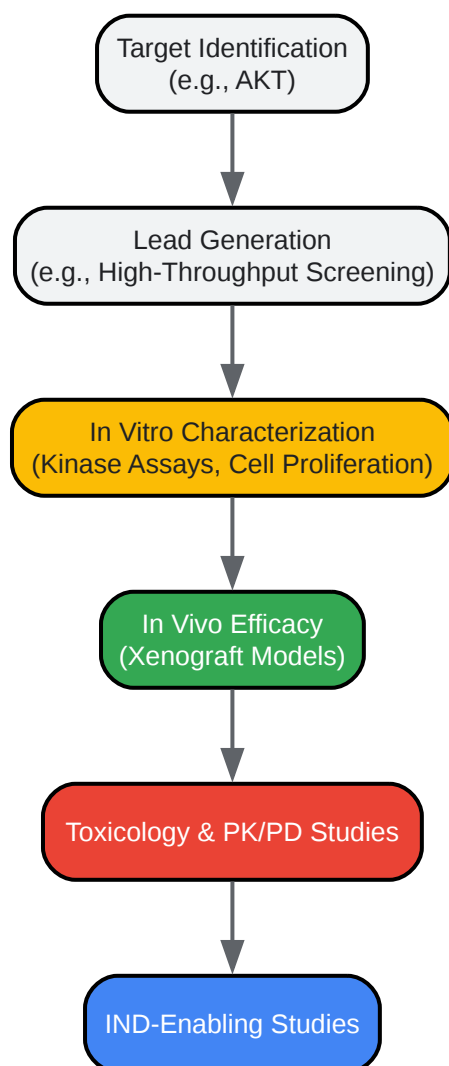 Target Identification
(e.g., AKT)
Lead Generation
(e.g., High-Throughput Screening)
In Vitro Characterization
(Kinase Assays, Cell Proliferation)
In Vivo Efficacy
(Xenograft Models)
Toxicology & PK/PD Studies
IND-Enabling Studies